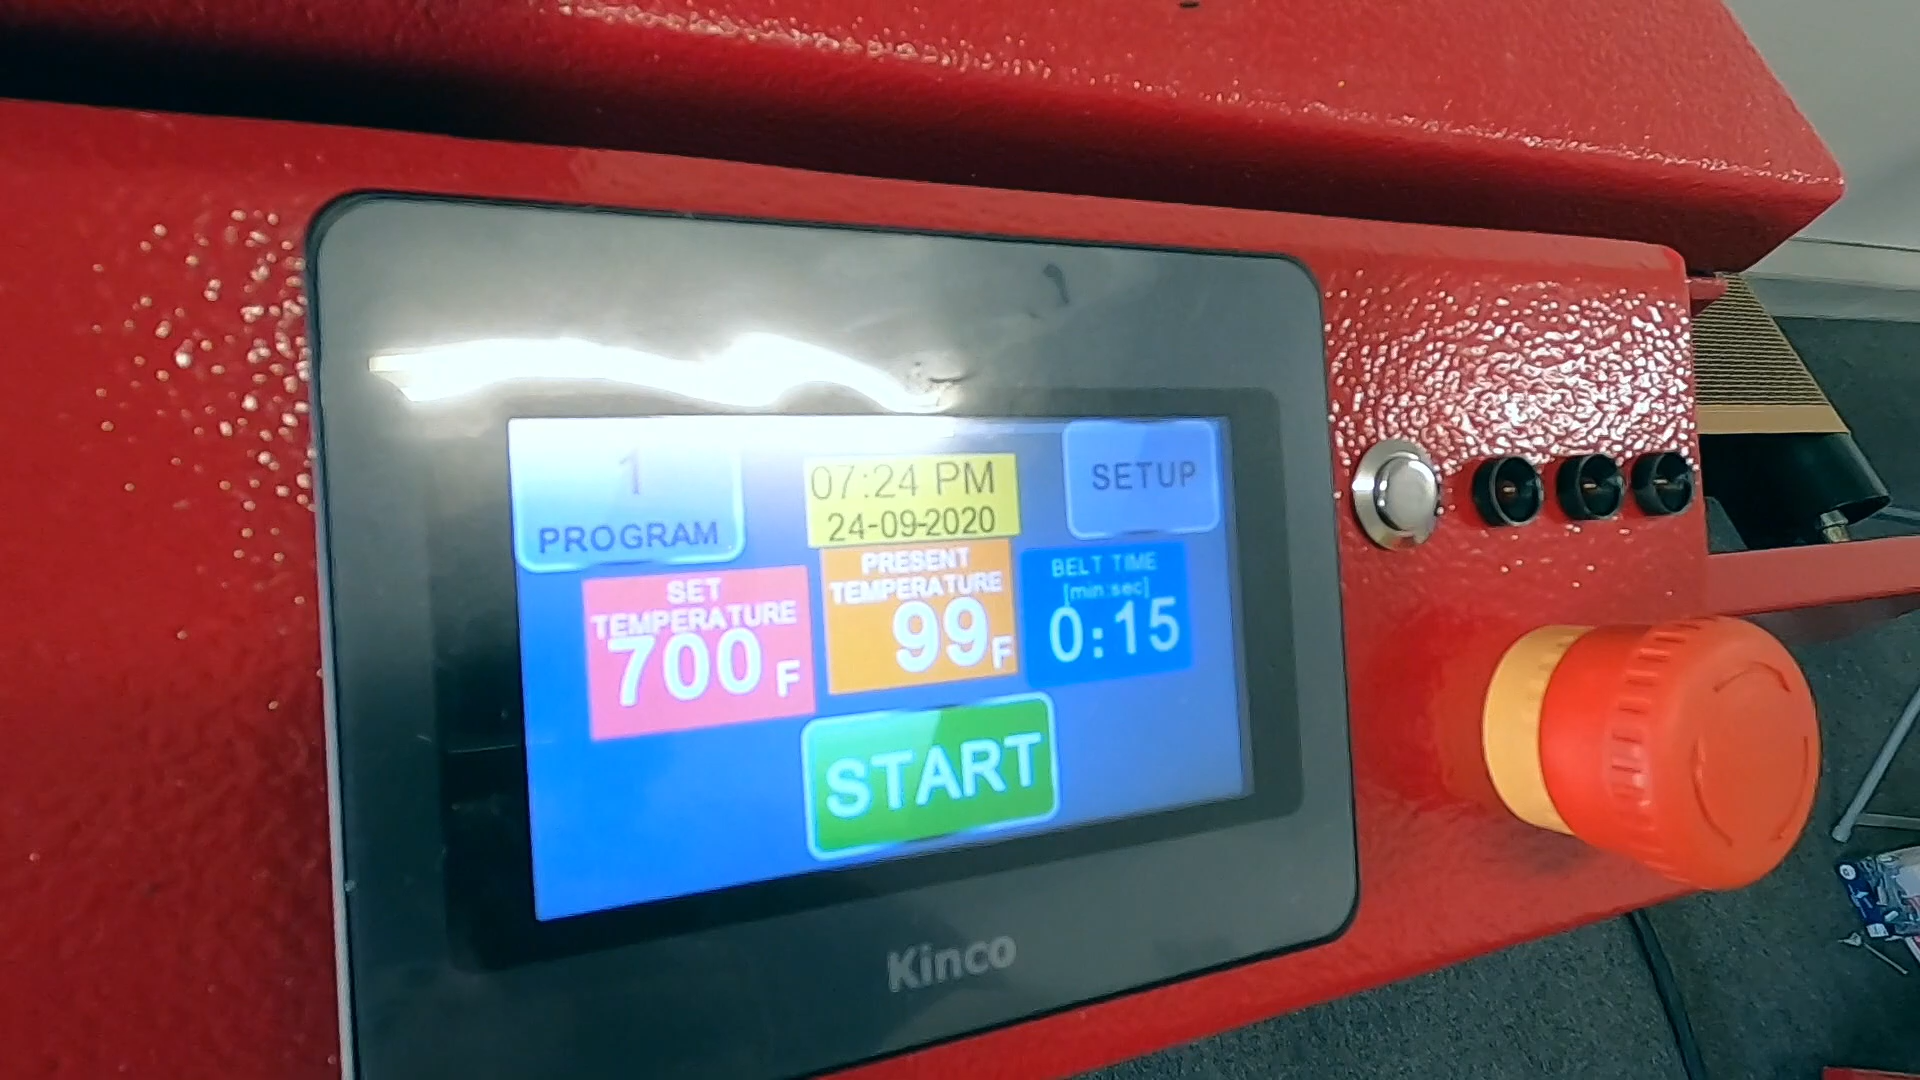 1
PROGRAM
07:24 PM
24-09-2020
SETUP
SET
TEMPERATURE
700 F
PRESENT
TEMPERATURE
99 F
BELT TIME
[min:sec]
0:15
START
Kinco